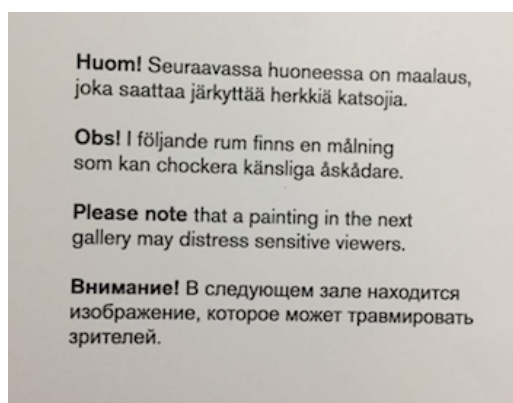 Huom! Seuraavassa huoneessa on maalaus,
joka saattaa järkyttää herkkiä katsojia.
Obs! I följande rum finns en målning
som kan chockera känsliga åskådare.
Please note that a painting in the next
gallery may distress sensitive viewers.
Внимание! В следующем зале находится
изображение, которое может травмировать
зрителей.